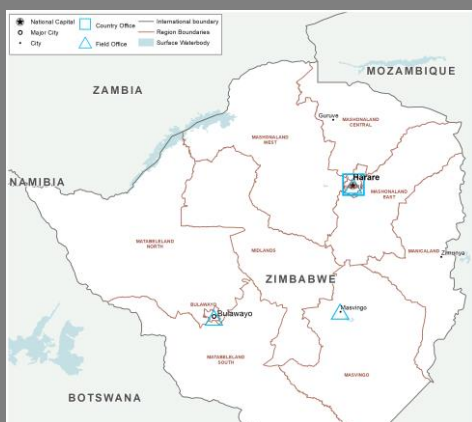 National Capital
Country Office
International boundary
Major City
Region Boundaries
City
Field Office
Surface Waterbody
MOZAMBIQUE
ZAMBIA
Guruve
MASHONALAND
CENTRAL
MASHONALAND
WEST
NAMIBIA
Harare
MASHONALAND
EAST
MATABELELAND
NORTH
MIDLANDS
MANICALAND
ZIMBABWE
BULAWAYO
Bulawayo
Masvingo
MATABELELAND
SOUTH
MASVINGO
BOTSWANA